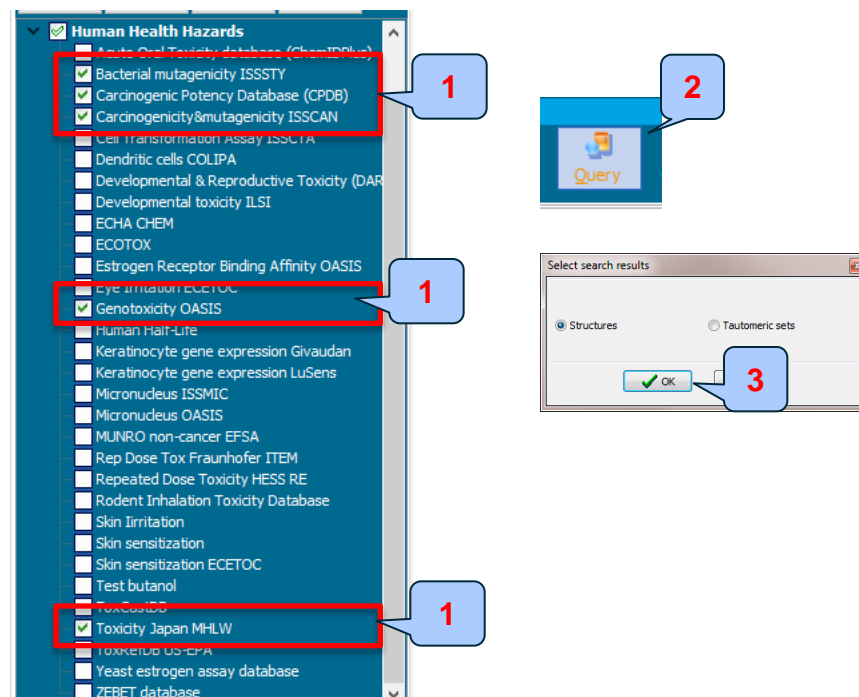 Human Health Hazards
Acute Oral Toxicity database (ChemIDPlus)
Bacterial mutagenicity ISSSTY
Carcinogenic Potency Database (CPDB)
Carcinogenicity&mutagenicity ISSCAN
1
Cell Transformation Assay ISSCTA
Dendritic cells COLIPA
Developmental & Reproductive Toxicity (DAR
Developmental toxicity ILSI
ECHA CHEM
ECOTOX
Estrogen Receptor Binding Affinity OASIS
Eye Irritation ECETOC
Genotoxicity OASIS
1
Human Half-Life
Keratinocyte gene expression Givaudan
Keratinocyte gene expression LuSens
Micronucleus ISSMIC
Micronucleus OASIS
MUNRO non-cancer EFSA
Rep Dose Tox Fraunhofer ITEM
Repeated Dose Toxicity HESS RE
Rodent Inhalation Toxicity Database
Skin Iirritation
Skin sensitization
Skin sensitization ECETOC
Test butanol
ToxCastDB
Toxicity Japan MHLW
1
ToxRefDB US-EPA
Yeast estrogen assay database
ZEBET database
2
Query
Select search results
Structures
Tautomeric sets
OK
3